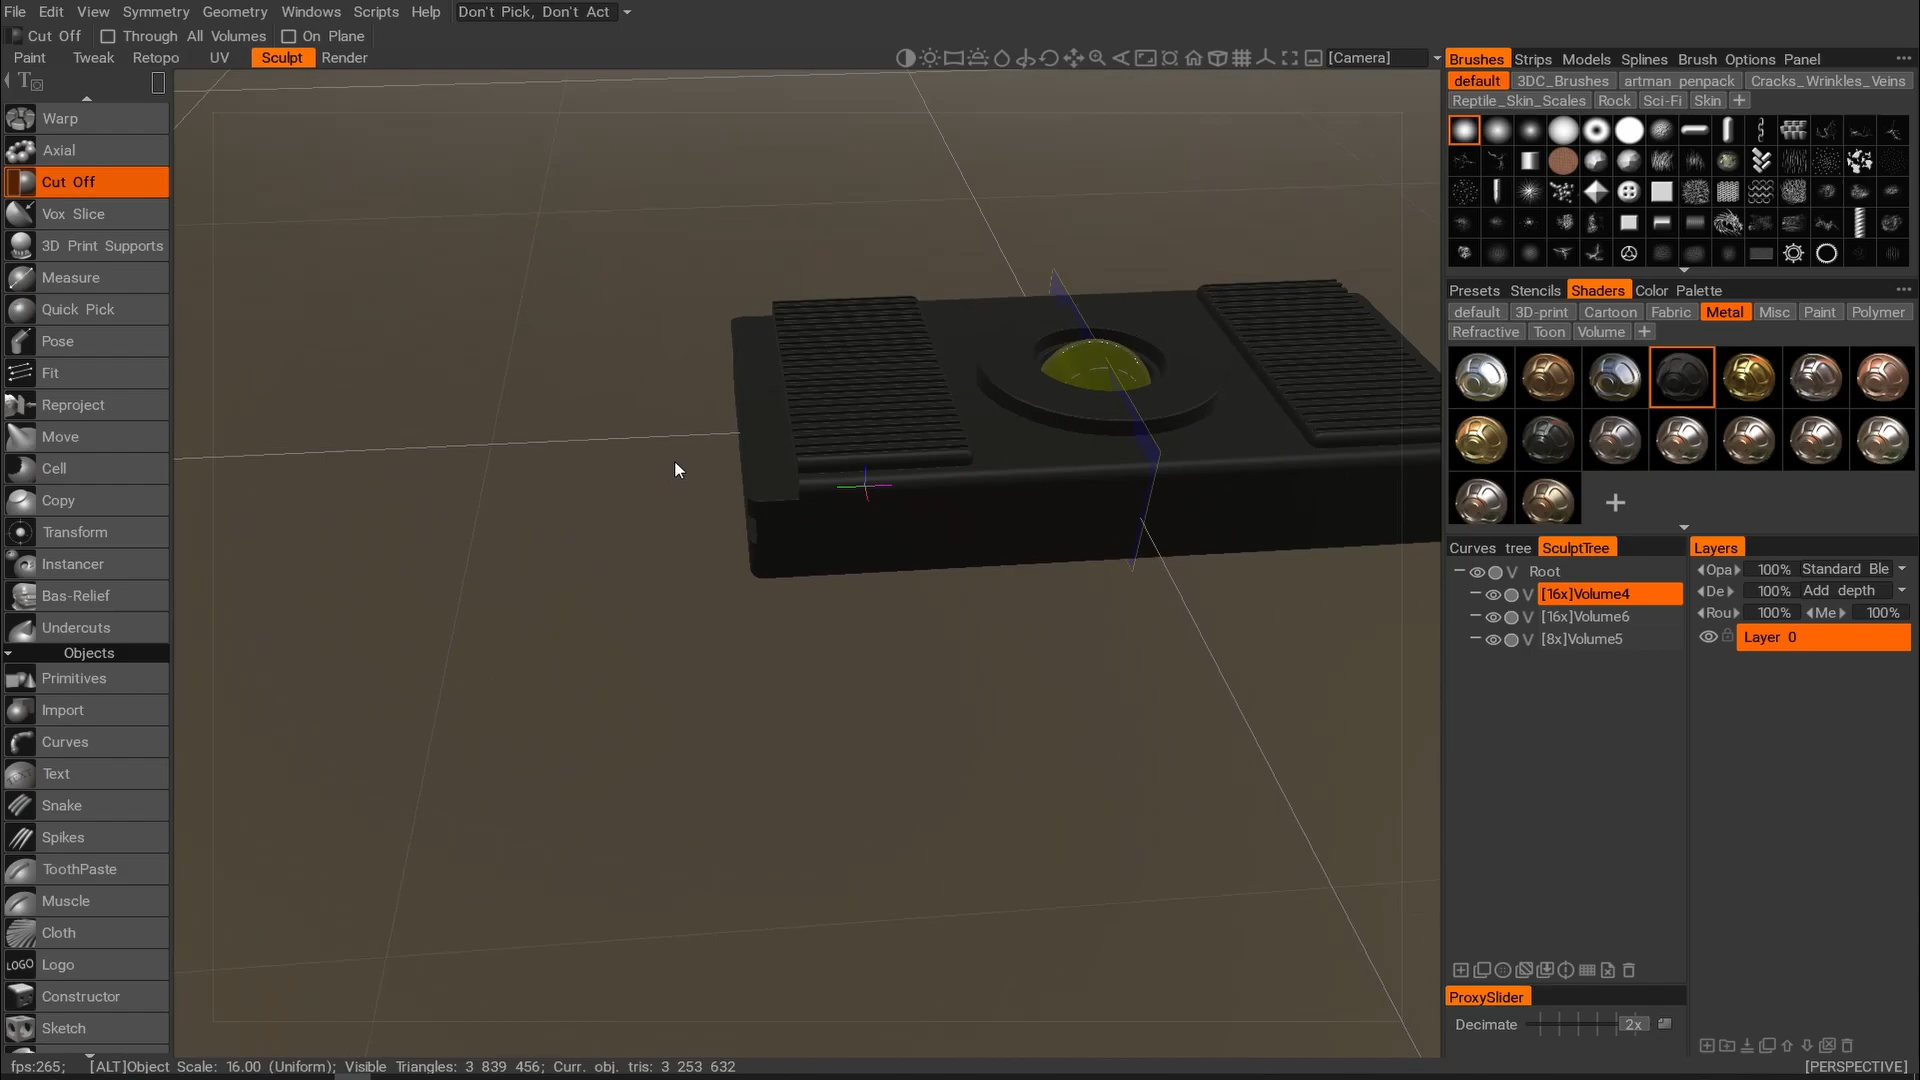 File Edit View Symmetry Geometry Windows Scripts Help Don't Pick, Don't Act
Cut Off Through All Volumes On Plane
Paint Tweak Retopo UV Sculpt Render [Camera]
Warp
Axial
Cut Off
Vox Slice
3D Print Supports
Measure
Quick Pick
Pose
Fit
Reproject
Move
Cell
Copy
Transform
Instancer
Bas-Relief
Undercuts
Objects
Primitives
Import
Curves
Text
Snake
Spikes
ToothPaste
Muscle
Cloth
LOGO Logo
Constructor
Sketch
Brushes Strips Models Splines Brush Options Panel
default 3DC_Brushes artman penpack Cracks_Wrinkles_Veins
Reptile_Skin_Scales Rock Sci-Fi Skin +
Presets Stencils Shaders Color Palette
default 3D-print Cartoon Fabric Metal Misc Paint Polymer
Refractive Toon Volume +
Curves tree SculptTree
V Root
V [16x]Volume4
V [16x]Volume6
V [8x]Volume5
Layers
Opa 100% Standard Ble
De 100% Add depth
Rou 100% Me 100%
Layer 0
ProxySlider
Decimate 2x
fps:265; [ALT]Object Scale: 16.00 (Uniform); Visible Triangles: 3 839 456; Curr. obj. tris: 3 253 632 [PERSPECTIVE]